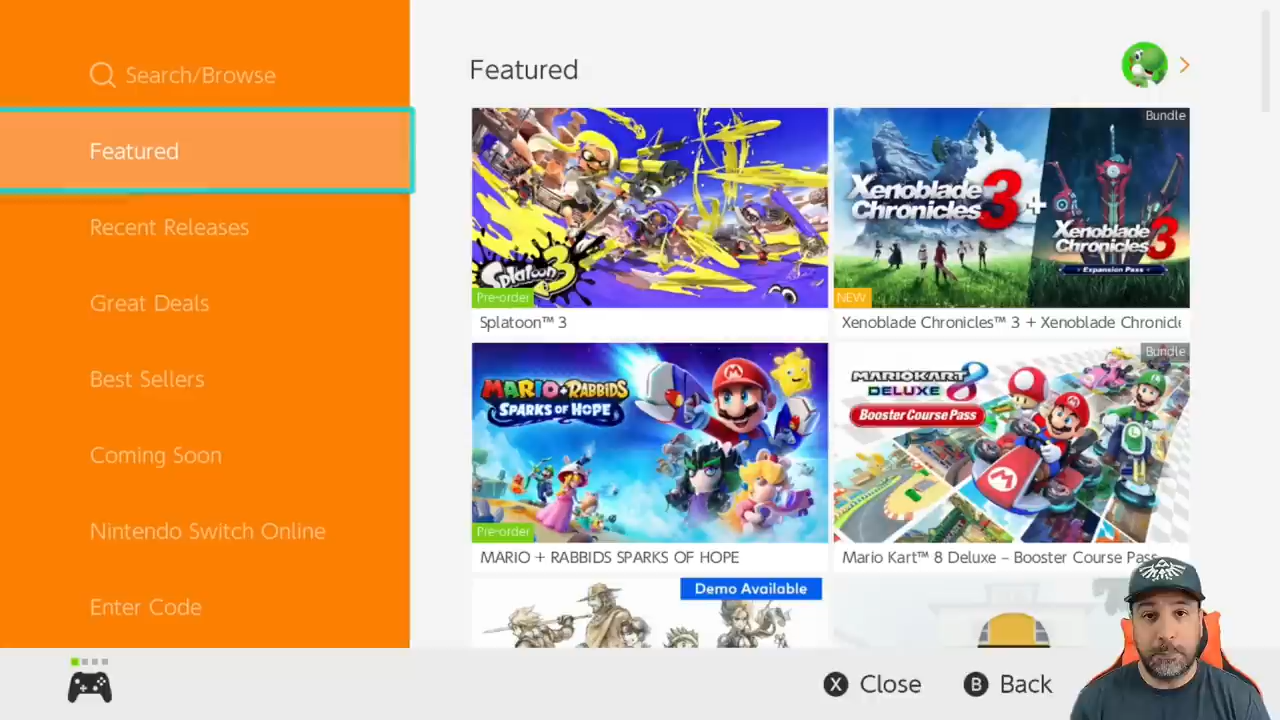 Search/Browse
Featured
Recent Releases
Great Deals
Best Sellers
Coming Soon
Nintendo Switch Online
Enter Code
Featured
Splatoon 3
Pre-order
Splatoon™ 3
Bundle
Xenoblade
Chronicles 3
+
Xenoblade
Chronicles 3
Expansion Pass
NEW
Xenoblade Chronicles™ 3 + Xenoblade Chronicle
MARIO+RABBIDS
SPARKS OF HOPE
Pre-order
MARIO + RABBIDS SPARKS OF HOPE
Bundle
MARIOKART 8
DELUXE
Booster Course Pass
Mario Kart™ 8 Deluxe – Booster Course Pass
Demo Available
X Close
B Back